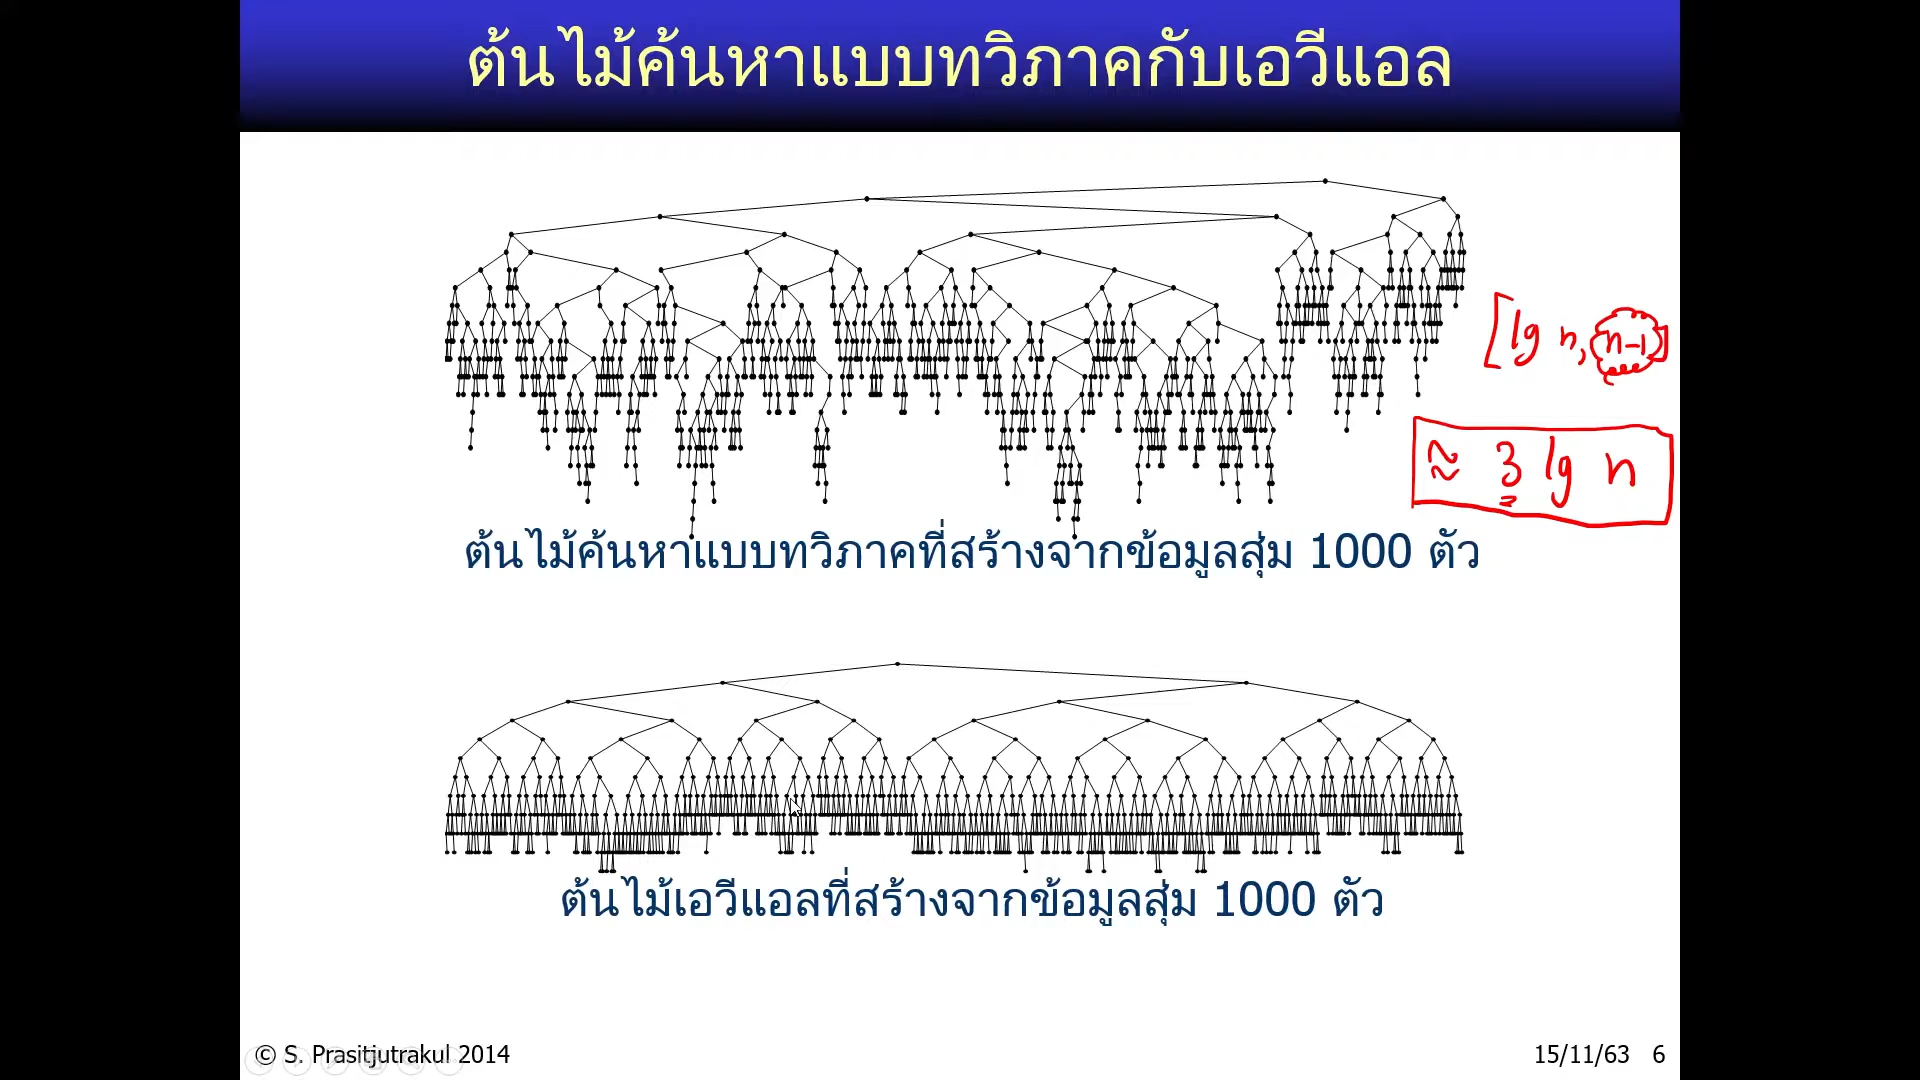 ต้นไม้ค้นหาแบบทวิภาคกับเอวีแอล
[lg n, n-1]
≈ 3 lg n
ต้นไม้ค้นหาแบบทวิภาคที่สร้างจากข้อมูลสุ่ม 1000 ตัว
ต้นไม้เอวีแอลที่สร้างจากข้อมูลสุ่ม 1000 ตัว
© S. Prasitjutrakul 2014
15/11/63 6